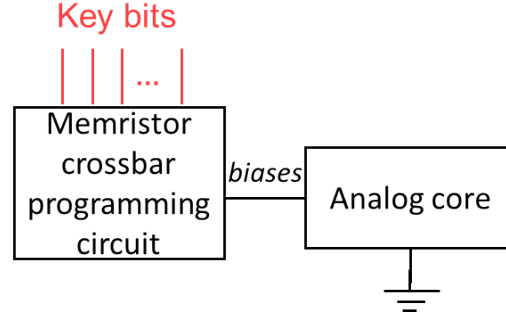 Key bits
...
Memristor
crossbar
programming
circuit
biases
Analog core